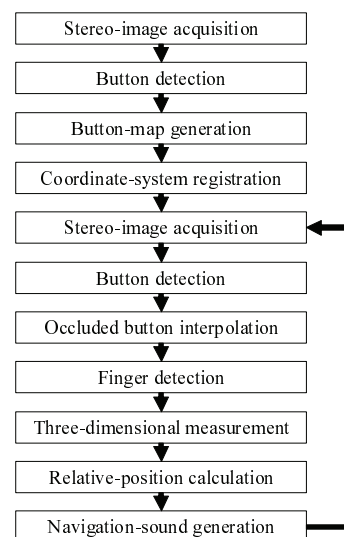 Stereo-image acquisition
Button detection
Button-map generation
Coordinate-system registration
Stereo-image acquisition
Button detection
Occluded button interpolation
Finger detection
Three-dimensional measurement
Relative-position calculation
Navigation-sound generation